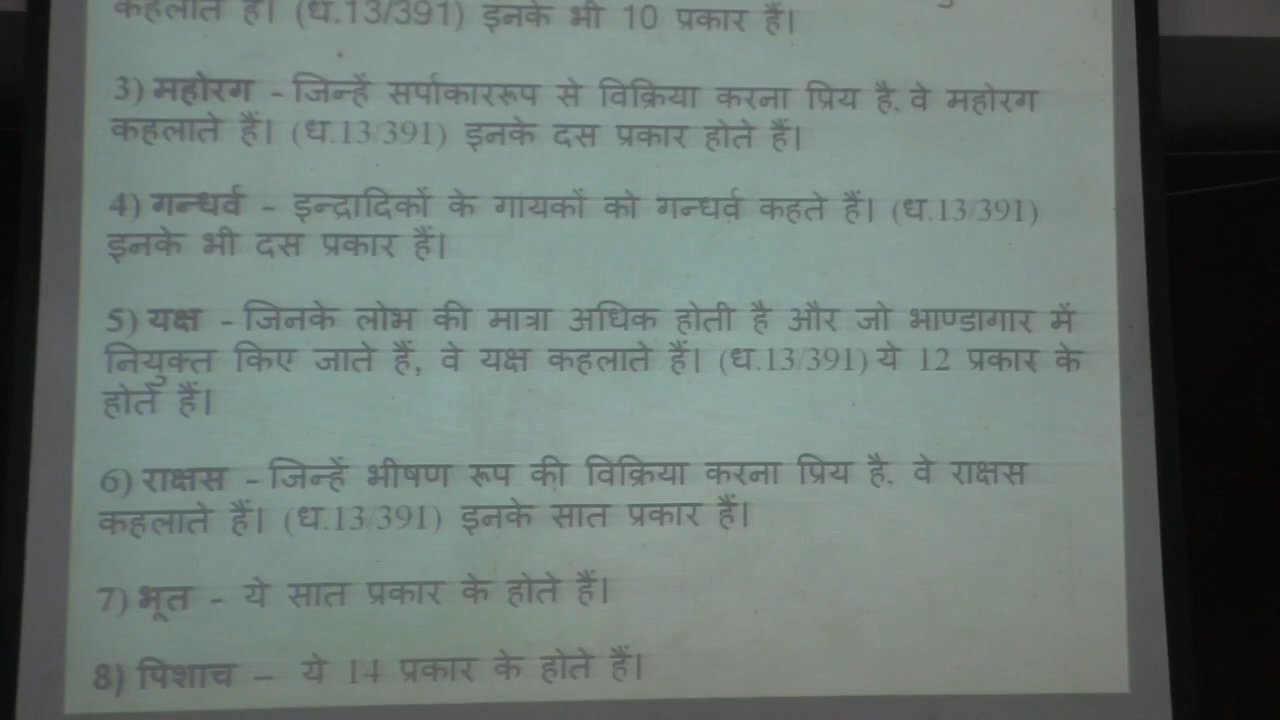 कहलाते हैं। (ध.13/391) इनके भी 10 प्रकार हैं।
3) महोरग - जिन्हें सर्पाकाररूप से विक्रिया करना प्रिय है, वे महोरग
कहलाते हैं। (ध.13/391) इनके दस प्रकार होते हैं।
4) गन्धर्व - इन्द्रादिकों के गायकों को गन्धर्व कहते हैं। (ध.13/391)
इनके भी दस प्रकार हैं।
5) यक्ष - जिनके लोभ की मात्रा अधिक होती है और जो भाण्डागार में
नियुक्त किए जाते हैं, वे यक्ष कहलाते हैं। (ध.13/391) ये 12 प्रकार के
होते हैं।
6) राक्षस - जिन्हें भीषण रूप की विक्रिया करना प्रिय है, वे राक्षस
कहलाते हैं। (ध.13/391) इनके सात प्रकार हैं।
7) भूत - ये सात प्रकार के होते हैं।
8) पिशाच – ये 14 प्रकार के होते हैं।